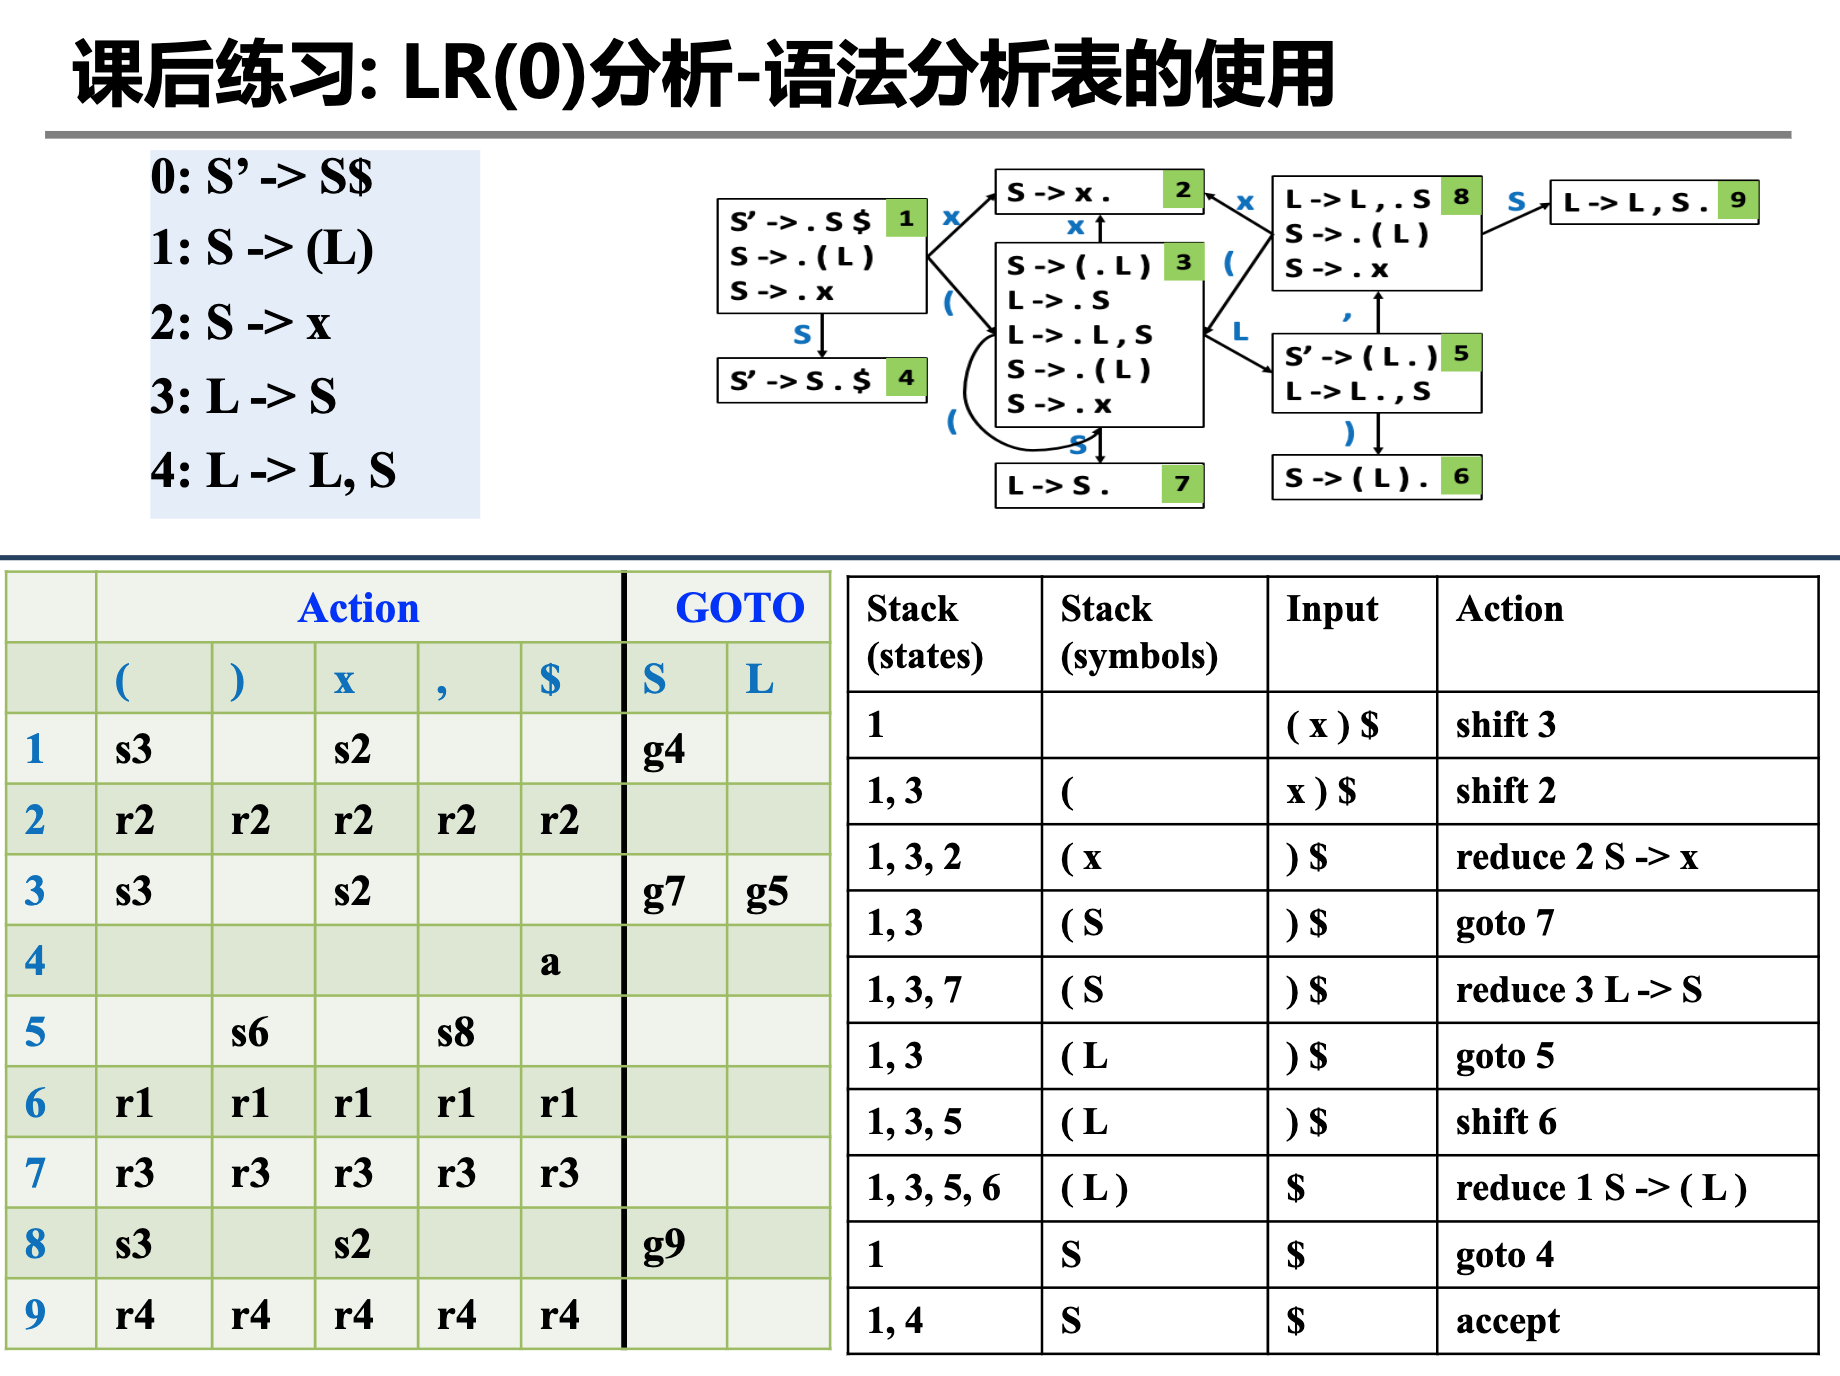 课后练习: LR(0)分析-语法分析表的使用
0: S’ -> S$
1: S -> (L)
2: S -> x
3: L -> S
4: L -> L, S
S’ -> . S $ 1
S -> . ( L )
S -> . x
x
(
S
S’ -> S . $ 4
S -> x . 2
x
S -> ( . L ) 3
L -> . S
L -> . L , S
S -> . ( L )
S -> . x
(
S
L -> S . 7
x
(
L
L -> L , . S 8
S -> . ( L )
S -> . x
,
S’ -> ( L . ) 5
L -> L . , S
)
S -> ( L ) . 6
S
L -> L , S . 9
Action GOTO
( ) x , $ S L
1 s3 s2 g4
2 r2 r2 r2 r2 r2
3 s3 s2 g7 g5
4 a
5 s6 s8
6 r1 r1 r1 r1 r1
7 r3 r3 r3 r3 r3
8 s3 s2 g9
9 r4 r4 r4 r4 r4
Stack Stack Input Action
(states) (symbols)
1 ( x ) $ shift 3
1, 3 ( x ) $ shift 2
1, 3, 2 ( x ) $ reduce 2 S -> x
1, 3 ( S ) $ goto 7
1, 3, 7 ( S ) $ reduce 3 L -> S
1, 3 ( L ) $ goto 5
1, 3, 5 ( L ) $ shift 6
1, 3, 5, 6 ( L ) $ reduce 1 S -> ( L )
1 S $ goto 4
1, 4 S $ accept